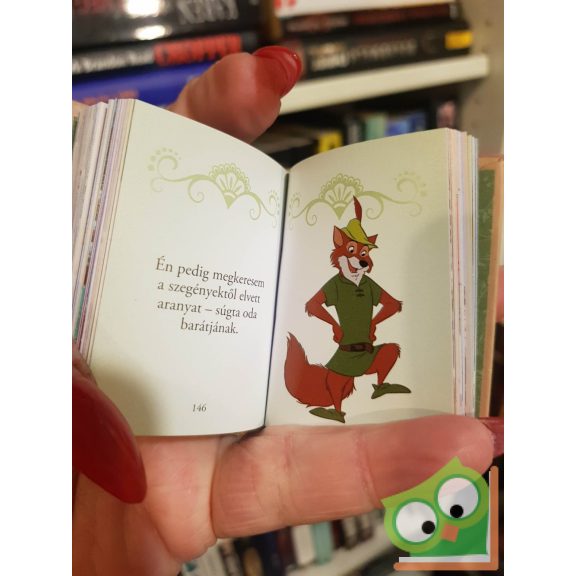 Én pedig megkeresem
a szegényektől elvett
aranyat – súgta oda
barátjának.
146